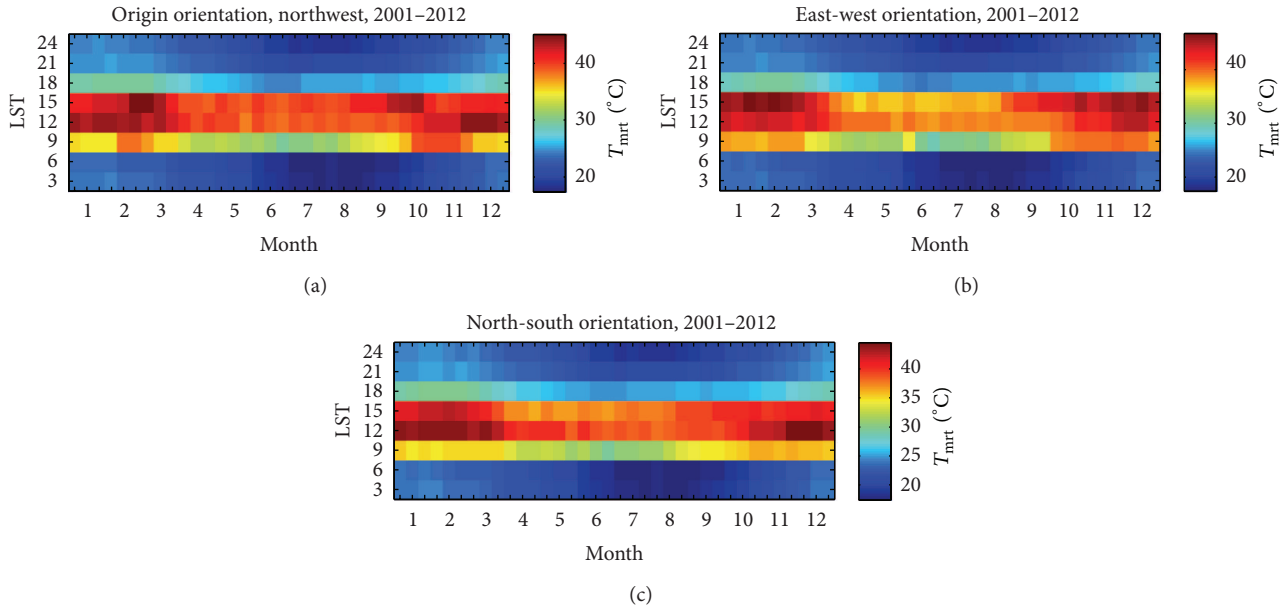 Origin orientation, northwest, 2001–2012
24
21
18
15
12
9
6
3
LST
1 2 3 4 5 6 7 8 9 10 11 12
Month
40
30
20
Tmrt (°C)
(a)
East-west orientation, 2001–2012
24
21
18
15
12
9
6
3
LST
1 2 3 4 5 6 7 8 9 10 11 12
Month
40
30
20
Tmrt (°C)
(b)
North-south orientation, 2001–2012
24
21
18
15
12
9
6
3
LST
1 2 3 4 5 6 7 8 9 10 11 12
Month
40
35
30
25
20
Tmrt (°C)
(c)